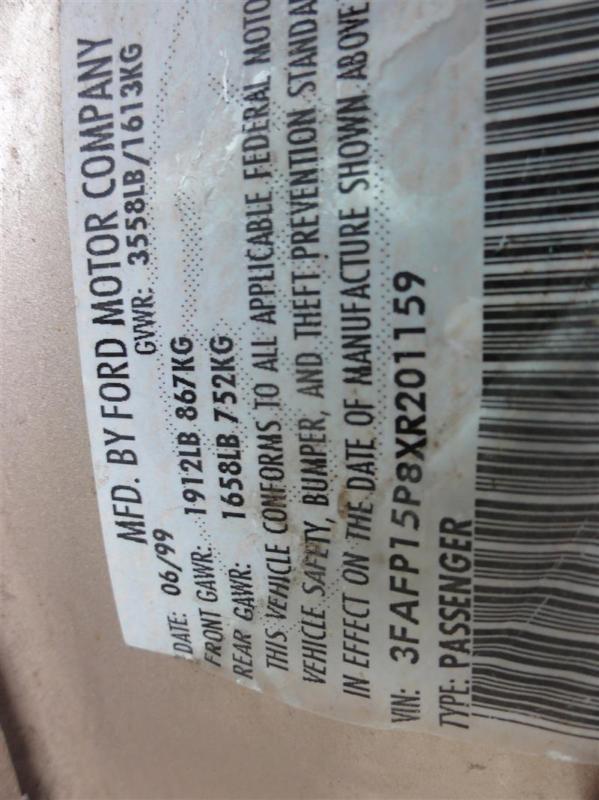 MFD. BY FORD MOTOR COMPANY
DATE: 06/99 GVWR: 3558LB/1613KG
FRONT GAWR: 1912LB 867KG
REAR GAWR: 1658LB 752KG
THIS VEHICLE CONFORMS TO ALL APPLICABLE FEDERAL MOTO
VEHICLE SAFETY, BUMPER, AND THEFT PREVENTION STANDA
IN EFFECT ON THE DATE OF MANUFACTURE SHOWN ABOVE
VIN: 3FAFP15P8XR201159
TYPE: PASSENGER